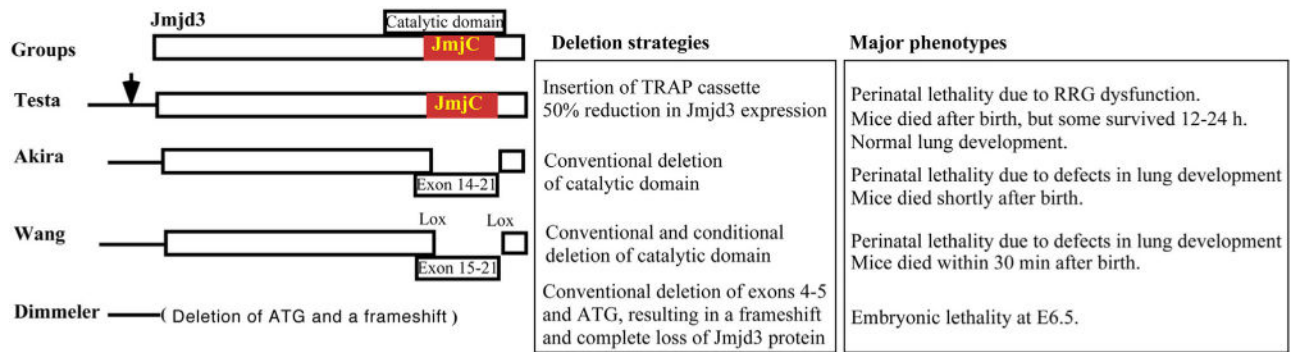 Jmjd3
Catalytic domain
Groups
JmjC
Deletion strategies
Major phenotypes
Testa
JmjC
Insertion of TRAP cassette
50% reduction in Jmjd3 expression
Perinatal lethality due to RRG dysfunction.
Mice died after birth, but some survived 12-24 h.
Normal lung development.
Akira
Exon 14-21
Conventional deletion
of catalytic domain
Perinatal lethality due to defects in lung development
Mice died shortly after birth.
Wang
Lox
Lox
Exon 15-21
Conventional and conditional
deletion of catalytic domain
Perinatal lethality due to defects in lung development
Mice died within 30 min after birth.
Dimmeler
( Deletion of ATG and a frameshift )
Conventional deletion of exons 4-5
and ATG, resulting in a frameshift
and complete loss of Jmjd3 protein
Embryonic lethality at E6.5.